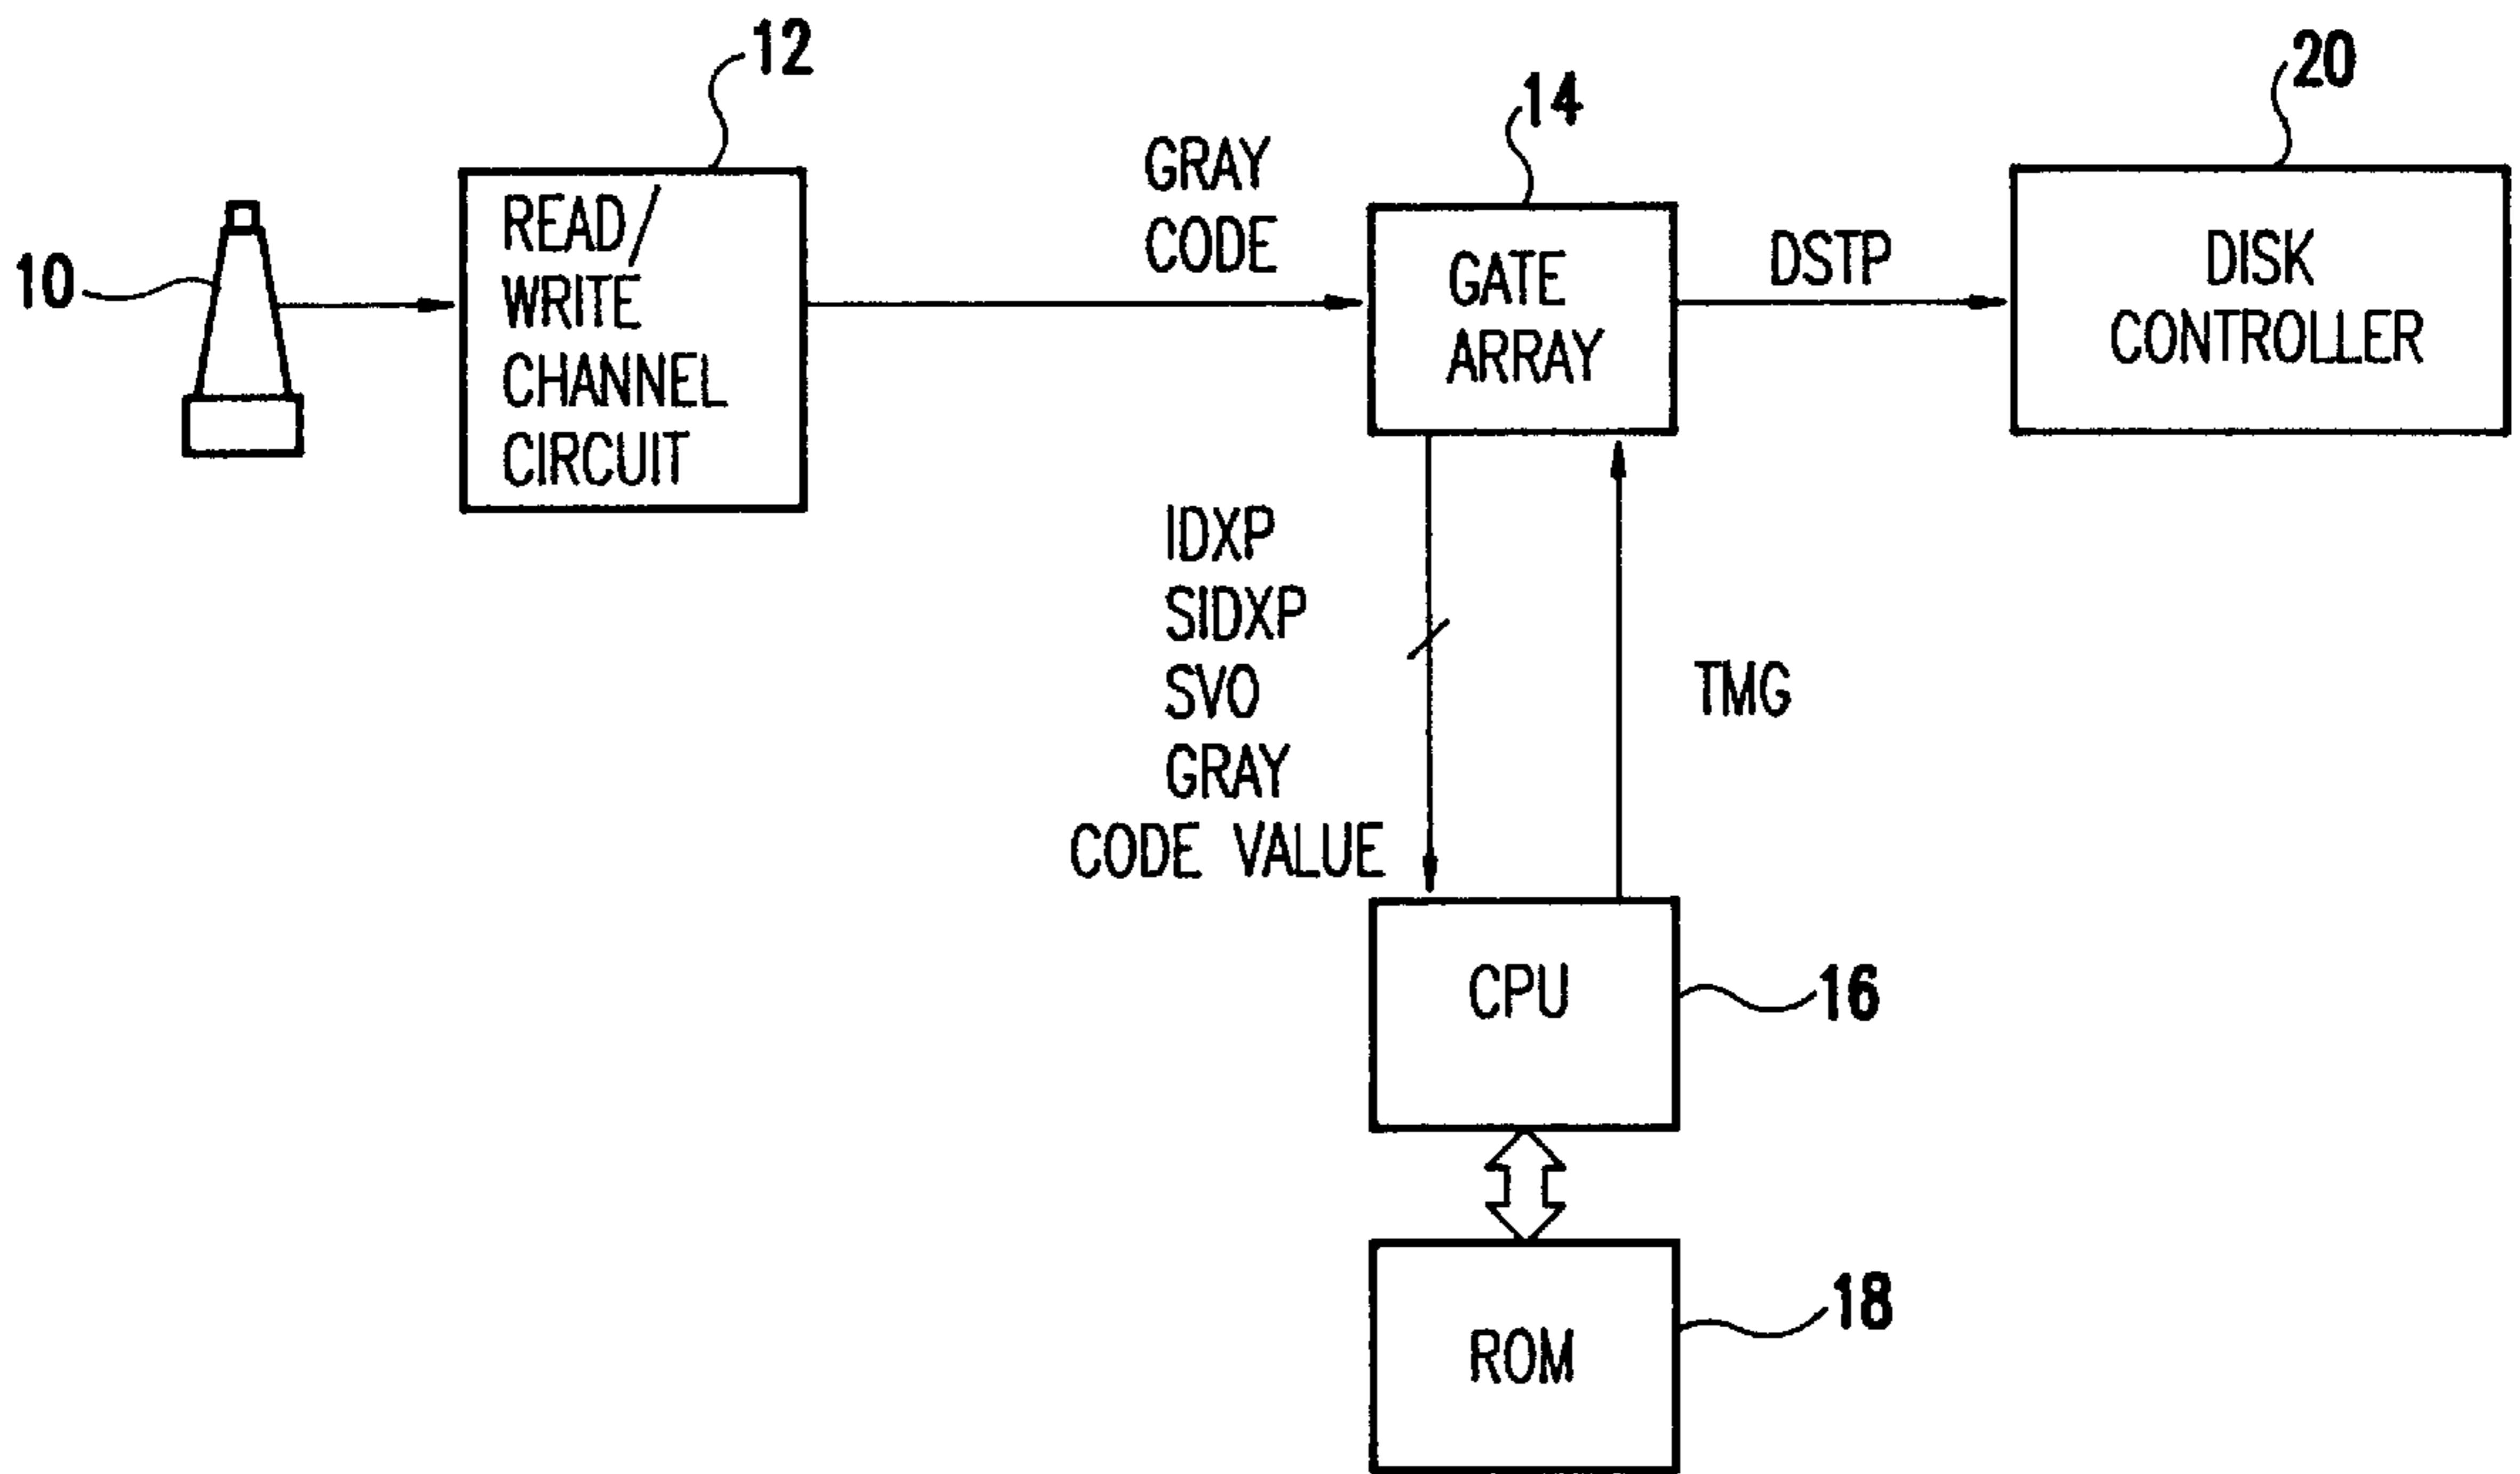 12
14
20
10
READ/
WRITE
CHANNEL
CIRCUIT
GRAY
CODE
GATE
ARRAY
DSTP
DISK
CONTROLLER
IDXP
SIDXP
SVO
GRAY
CODE VALUE
TMG
CPU
16
ROM
18